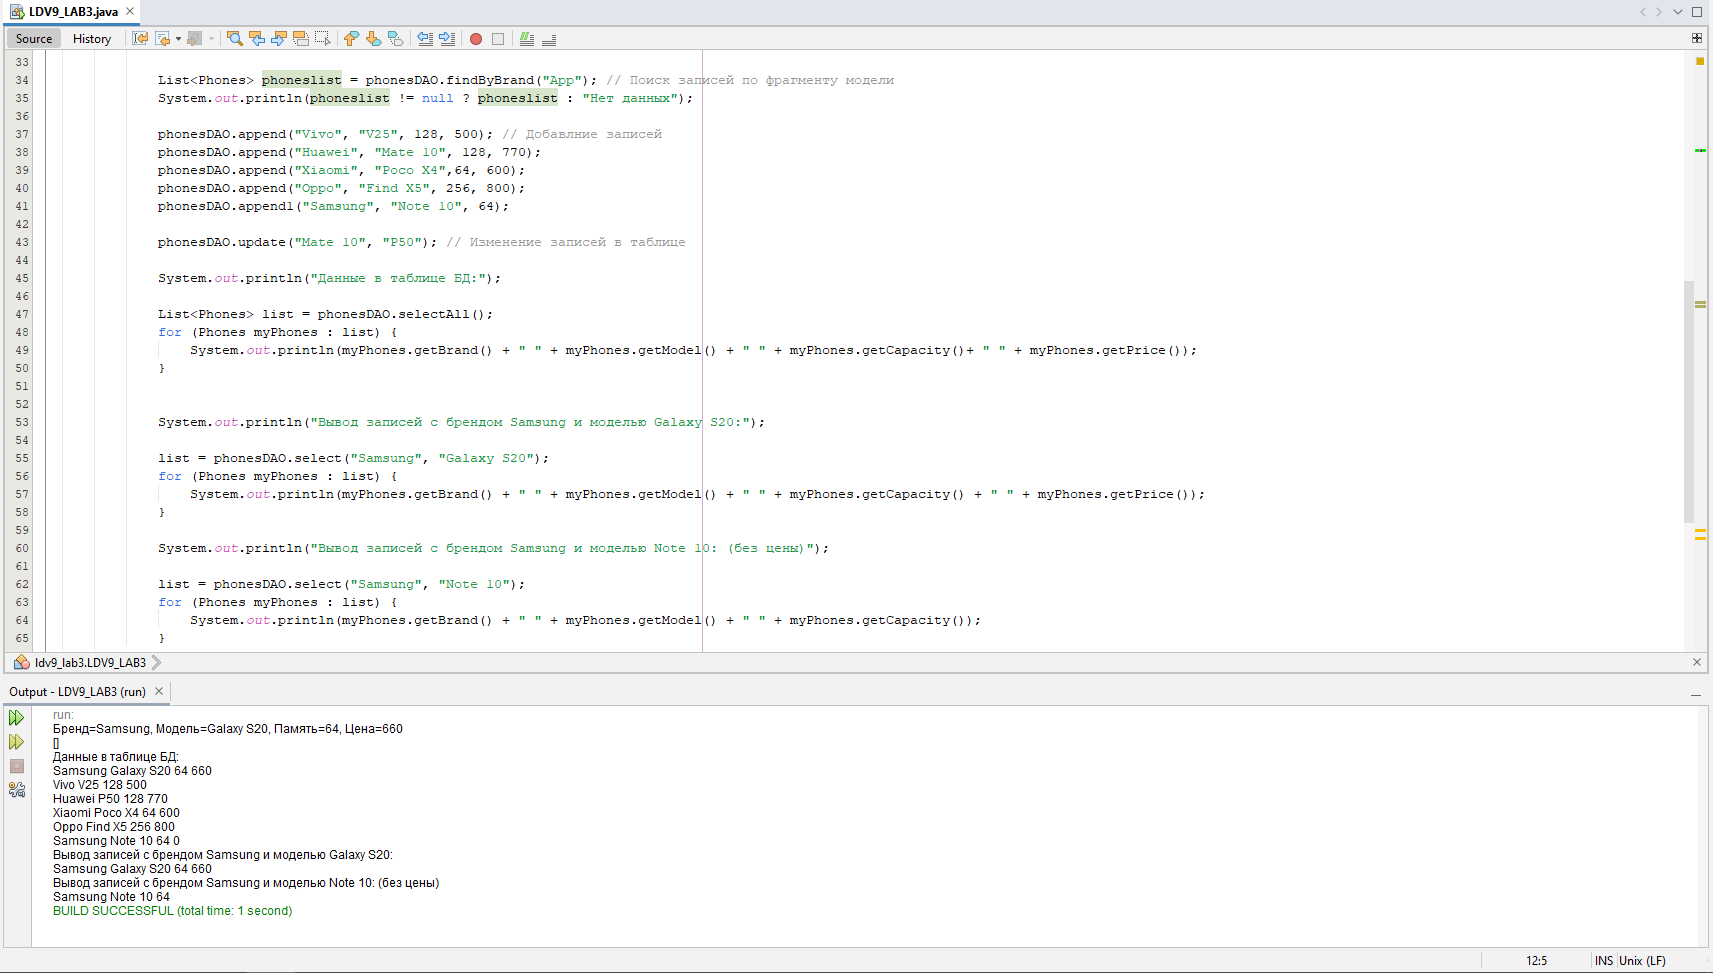 LDV9_LAB3.java
Source History
33
34 List<Phones> phoneslist = phonesDAO.findByBrand("App"); // Поиск записей по фрагменту модели
35 System.out.println(phoneslist != null ? phoneslist : "Нет данных");
36
37 phonesDAO.append("Vivo", "V25", 128, 500); // Добавлние записей
38 phonesDAO.append("Huawei", "Mate 10", 128, 770);
39 phonesDAO.append("Xiaomi", "Poco X4",64, 600);
40 phonesDAO.append("Oppo", "Find X5", 256, 800);
41 phonesDAO.append1("Samsung", "Note 10", 64);
42
43 phonesDAO.update("Mate 10", "P50"); // Изменение записей в таблице
44
45 System.out.println("Данные в таблице БД:");
46
47 List<Phones> list = phonesDAO.selectAll();
48 for (Phones myPhones : list) {
49 System.out.println(myPhones.getBrand() + " " + myPhones.getModel() + " " + myPhones.getCapacity()+ " " + myPhones.getPrice());
50 }
51
52
53 System.out.println("Вывод записей с брендом Samsung и моделью Galaxy S20:");
54
55 list = phonesDAO.select("Samsung", "Galaxy S20");
56 for (Phones myPhones : list) {
57 System.out.println(myPhones.getBrand() + " " + myPhones.getModel() + " " + myPhones.getCapacity() + " " + myPhones.getPrice());
58 }
59
60 System.out.println("Вывод записей с брендом Samsung и моделью Note 10: (без цены)");
61
62 list = phonesDAO.select("Samsung", "Note 10");
63 for (Phones myPhones : list) {
64 System.out.println(myPhones.getBrand() + " " + myPhones.getModel() + " " + myPhones.getCapacity());
65 }
ldv9_lab3.LDV9_LAB3
Output - LDV9_LAB3 (run)
run:
Бренд=Samsung, Модель=Galaxy S20, Память=64, Цена=660
[]
Данные в таблице БД:
Samsung Galaxy S20 64 660
Vivo V25 128 500
Huawei P50 128 770
Xiaomi Poco X4 64 600
Oppo Find X5 256 800
Samsung Note 10 64 0
Вывод записей с брендом Samsung и моделью Galaxy S20:
Samsung Galaxy S20 64 660
Вывод записей с брендом Samsung и моделью Note 10: (без цены)
Samsung Note 10 64
BUILD SUCCESSFUL (total time: 1 second)
12:5 INS Unix (LF)